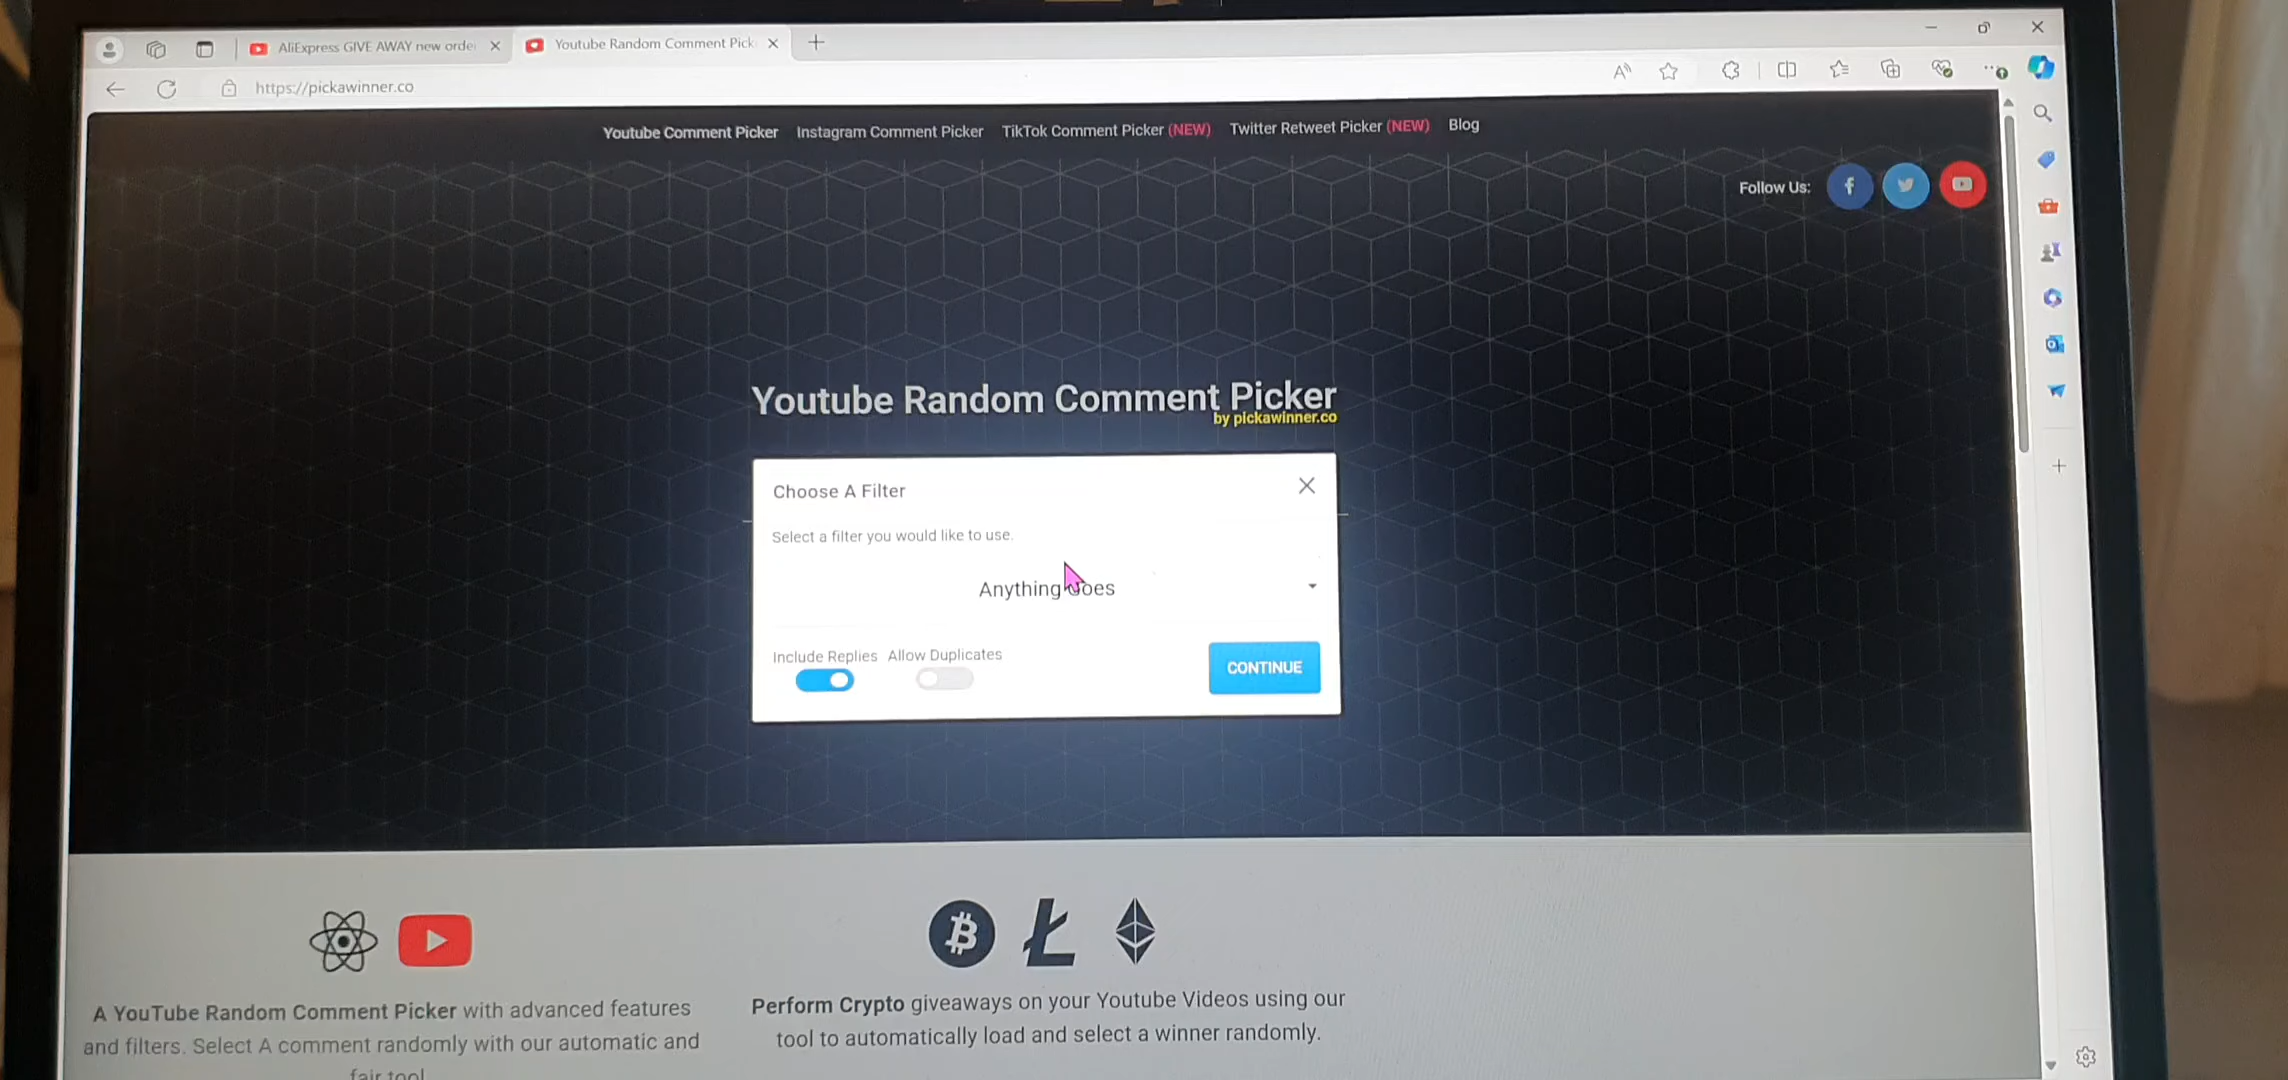 AliExpress GIVE AWAY new orde
Youtube Random Comment Pick
https://pickawinner.co
Youtube Comment Picker Instagram Comment Picker TikTok Comment Picker (NEW) Twitter Retweet Picker (NEW) Blog
Follow Us:
Youtube Random Comment Picker
by pickawinner.co
Choose A Filter
Select a filter you would like to use.
Anything Goes
Include Replies Allow Duplicates
CONTINUE
A YouTube Random Comment Picker with advanced features
and filters. Select A comment randomly with our automatic and
fair tool
Perform Crypto giveaways on your Youtube Videos using our
tool to automatically load and select a winner randomly.